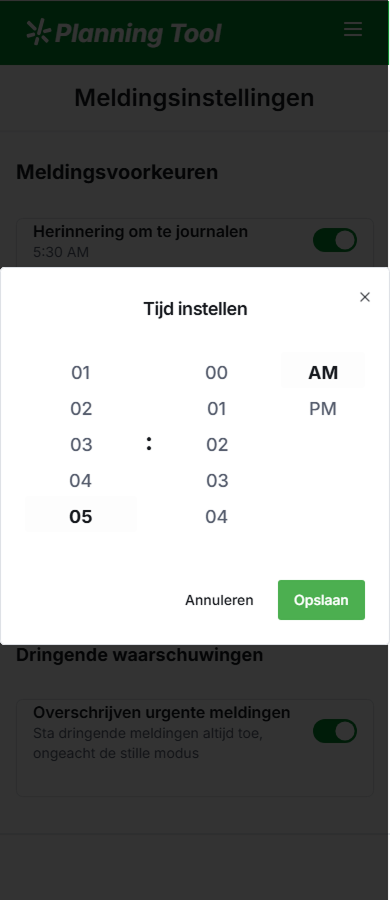 Planning Tool
Meldingsinstellingen
Meldingsvoorkeuren
Herinnering om te journalen
5:30 AM
Tijd instellen
01 00 AM
02 01 PM
03 : 02
04 03
05 04
Annuleren Opslaan
Dringende waarschuwingen
Overschrijven urgente meldingen
Sta dringende meldingen altijd toe,
ongeacht de stille modus